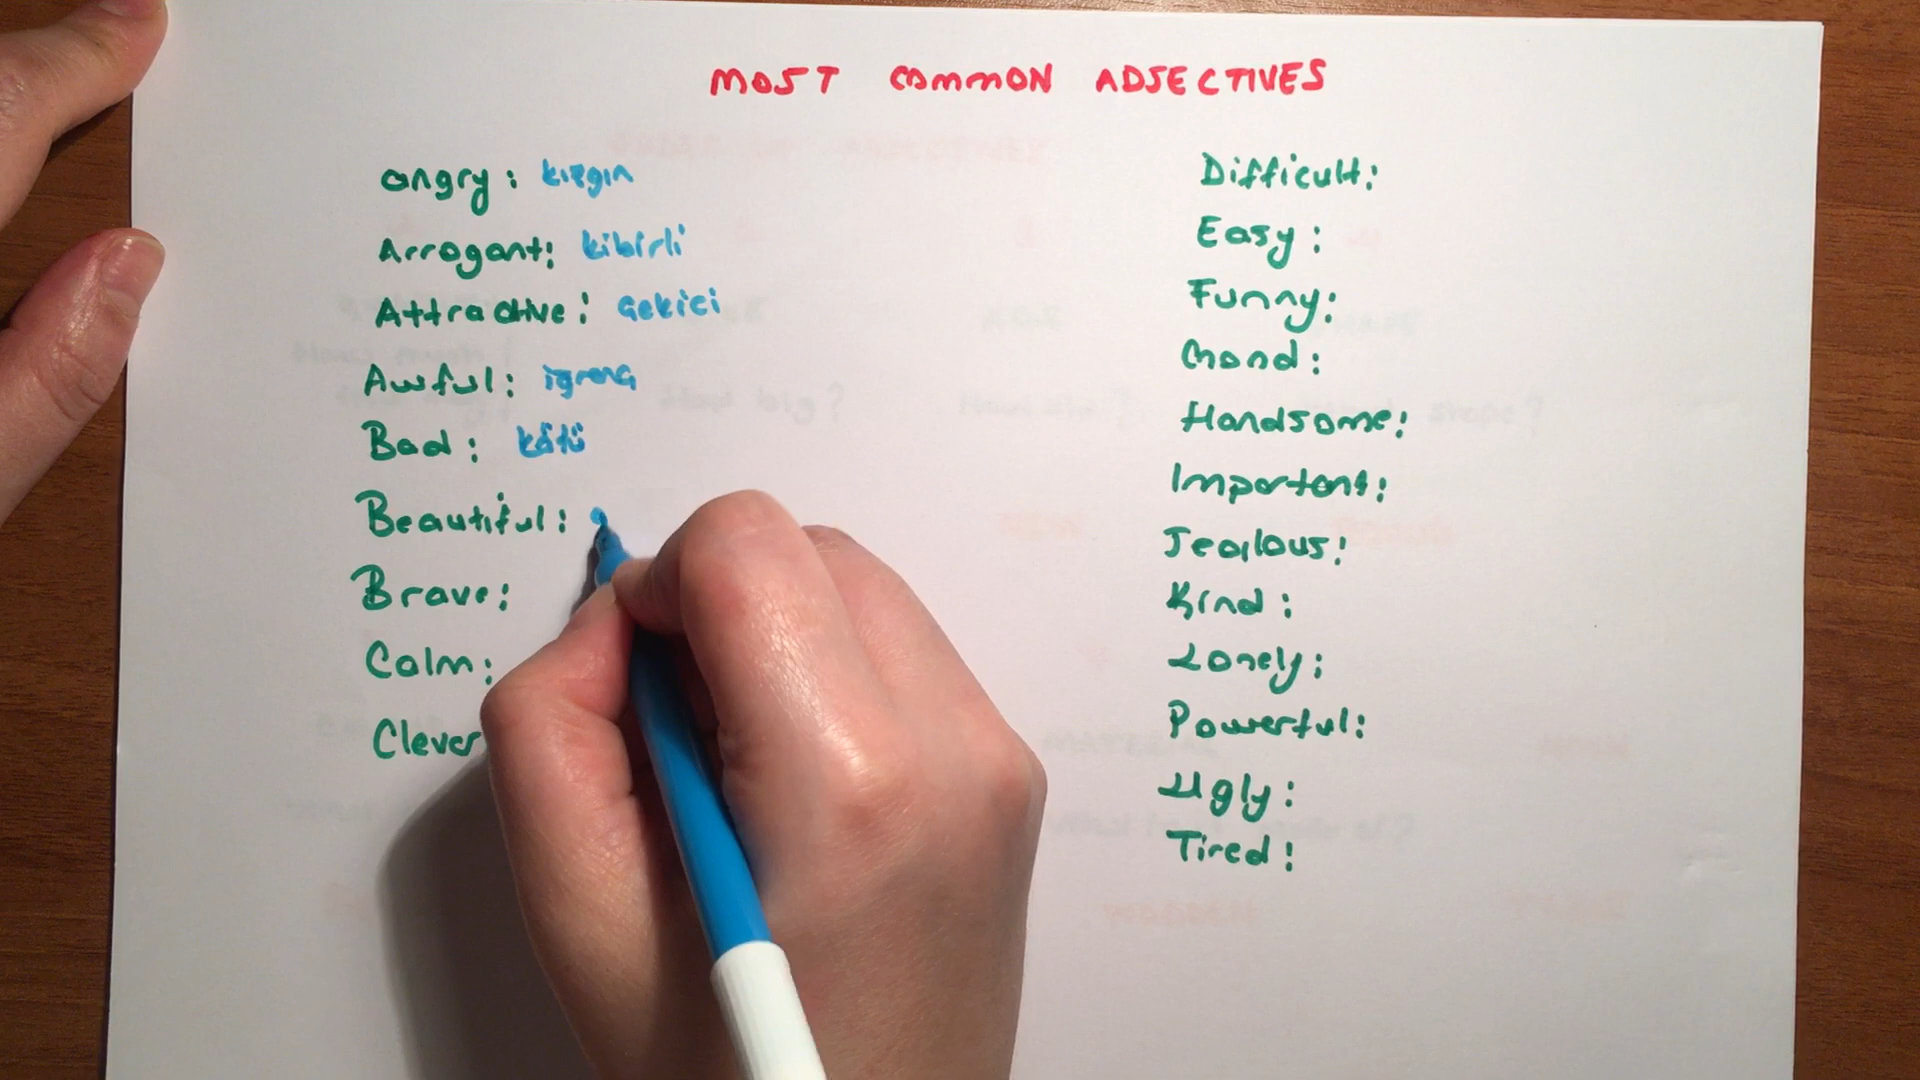 MOST COMMON ADJECTIVES
angry: kızgın
Arrogant: kibirli
Attractive: çekici
Awful: iğrenç
Bad: kötü
Beautiful:
Brave:
Calm:
Clever
Difficult:
Easy:
Funny:
Handsome:
Important:
Jealous:
Kind:
Lonely:
Powerful:
Ugly:
Tired: